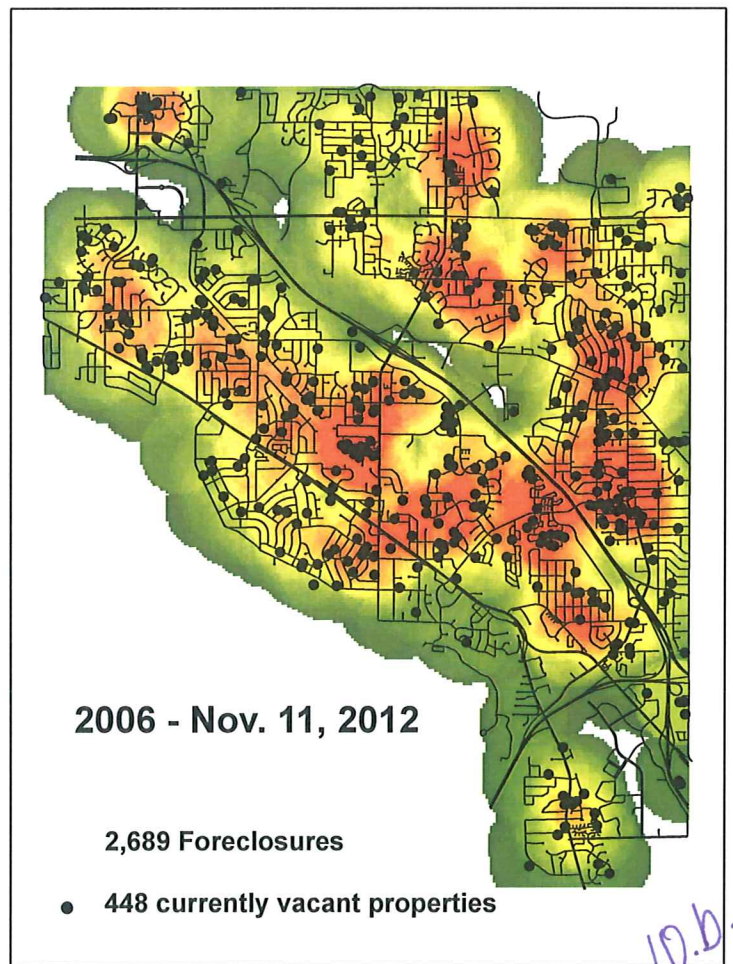 2006 - Nov. 11, 2012
2,689 Foreclosures
448 currently vacant properties
10.b.